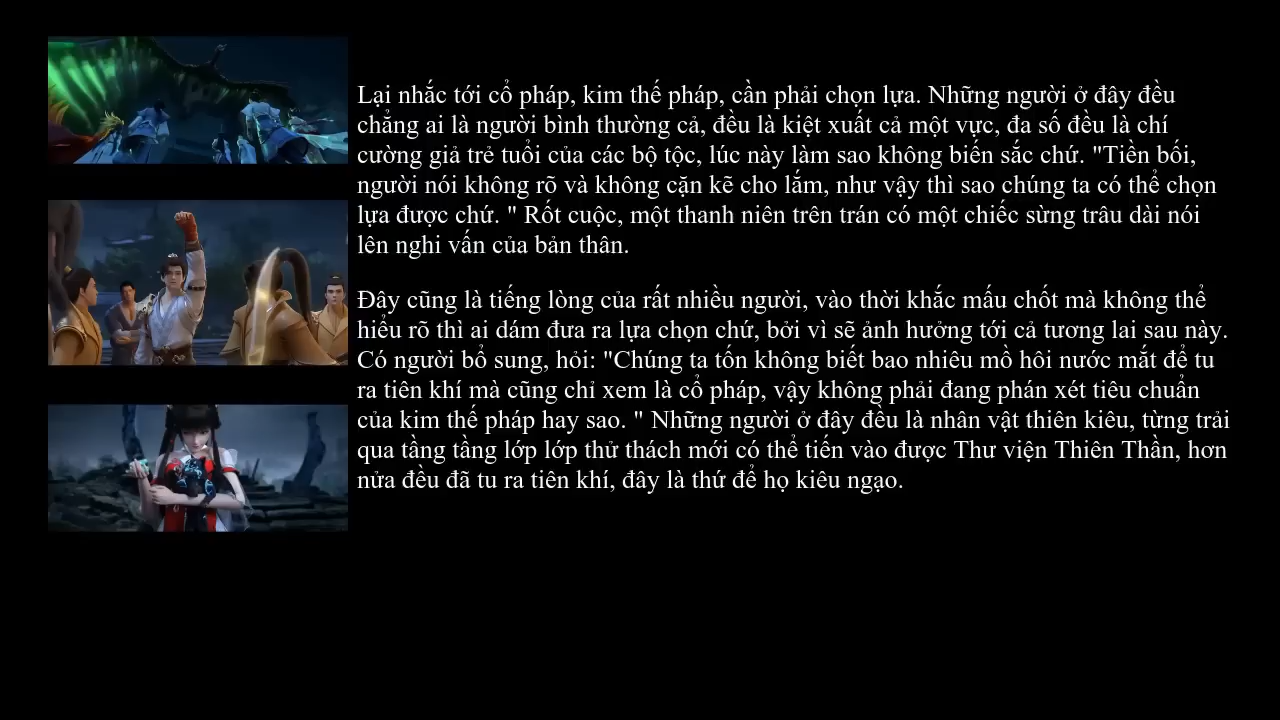 Lại nhắc tới cổ pháp, kim thế pháp, cần phải chọn lựa. Những người ở đây đều
chẳng ai là người bình thường cả, đều là kiệt xuất cả một vực, đa số đều là chí
cường giả trẻ tuổi của các bộ tộc, lúc này làm sao không biến sắc chứ. "Tiền bối,
người nói không rõ và không cặn kẽ cho lắm, như vậy thì sao chúng ta có thể chọn
lựa được chứ. " Rốt cuộc, một thanh niên trên trán có một chiếc sừng trâu dài nói
lên nghi vấn của bản thân.
Đây cũng là tiếng lòng của rất nhiều người, vào thời khắc mấu chốt mà không thể
hiểu rõ thì ai dám đưa ra lựa chọn chứ, bởi vì sẽ ảnh hưởng tới cả tương lai sau này.
Có người bổ sung, hỏi: "Chúng ta tốn không biết bao nhiêu mồ hôi nước mắt để tu
ra tiên khí mà cũng chỉ xem là cổ pháp, vậy không phải đang phán xét tiêu chuẩn
của kim thế pháp hay sao. " Những người ở đây đều là nhân vật thiên kiêu, từng trải
qua tầng tầng lớp lớp thử thách mới có thể tiến vào được Thư viện Thiên Thần, hơn
nửa đều đã tu ra tiên khí, đây là thứ để họ kiêu ngạo.